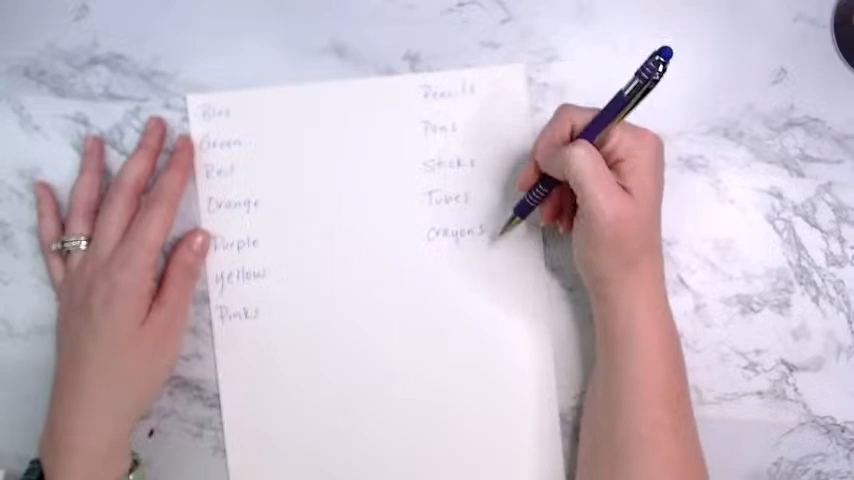 Blue
Green
Red
Orange
Purple
Yellow
Pinks
Pencils
Pens
Sticks
Tubes
Crayons